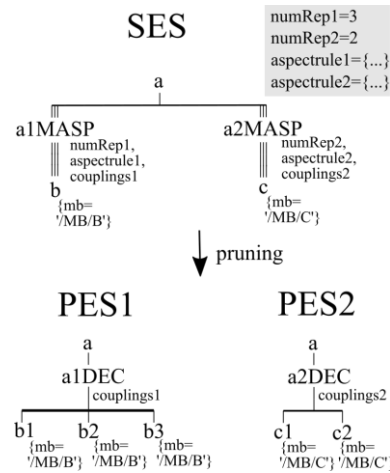 SES
numRep1=3
numRep2=2
aspectrule1={...}
aspectrule2={...}
a
a1MASP
numRep1,
aspectrule1,
couplings1
b
{mb=
'/MB/B'}
a2MASP
numRep2,
aspectrule2,
couplings2
c
{mb=
'/MB/C'}
pruning
PES1
a
a1DEC
couplings1
b1 b2 b3
{mb= {mb= {mb=
'/MB/B'} '/MB/B'} '/MB/B'}
PES2
a
a2DEC
couplings2
c1 c2
{mb= {mb=
'/MB/C'} '/MB/C'}